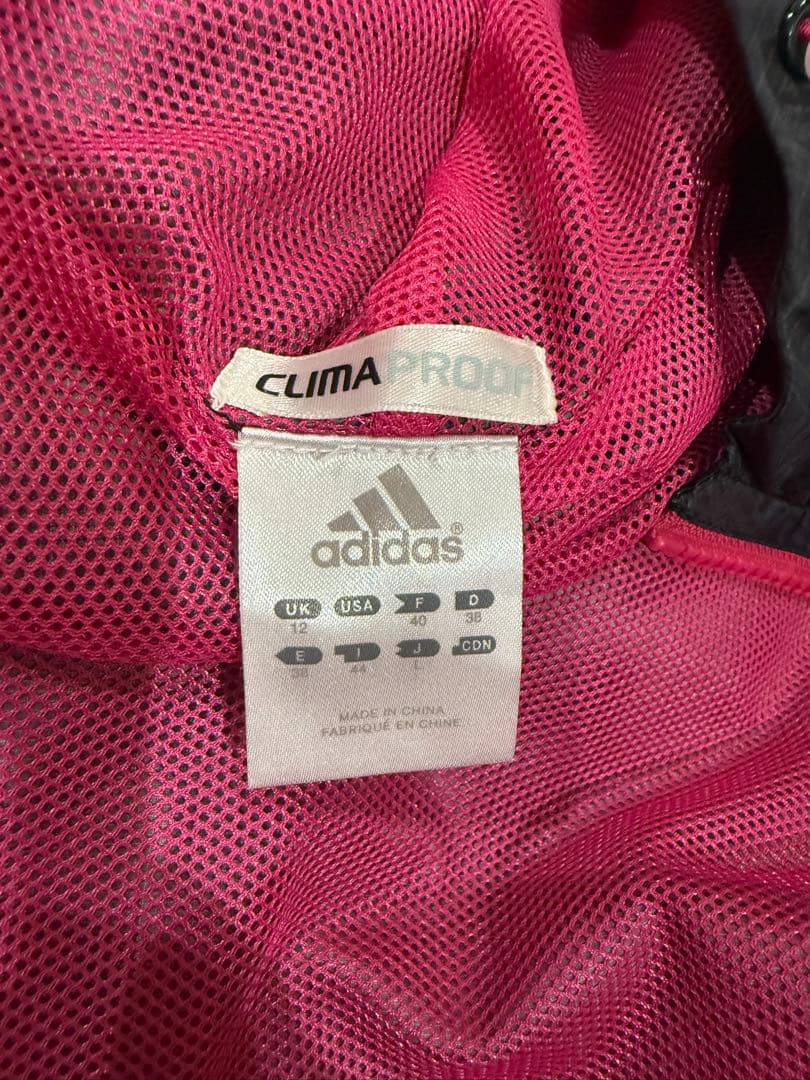 CLIMAPROOF
adidas®
UK USA F D
12 40 38
E I J CDN
38 44 L
MADE IN CHINA
FABRIQUÉ EN CHINE